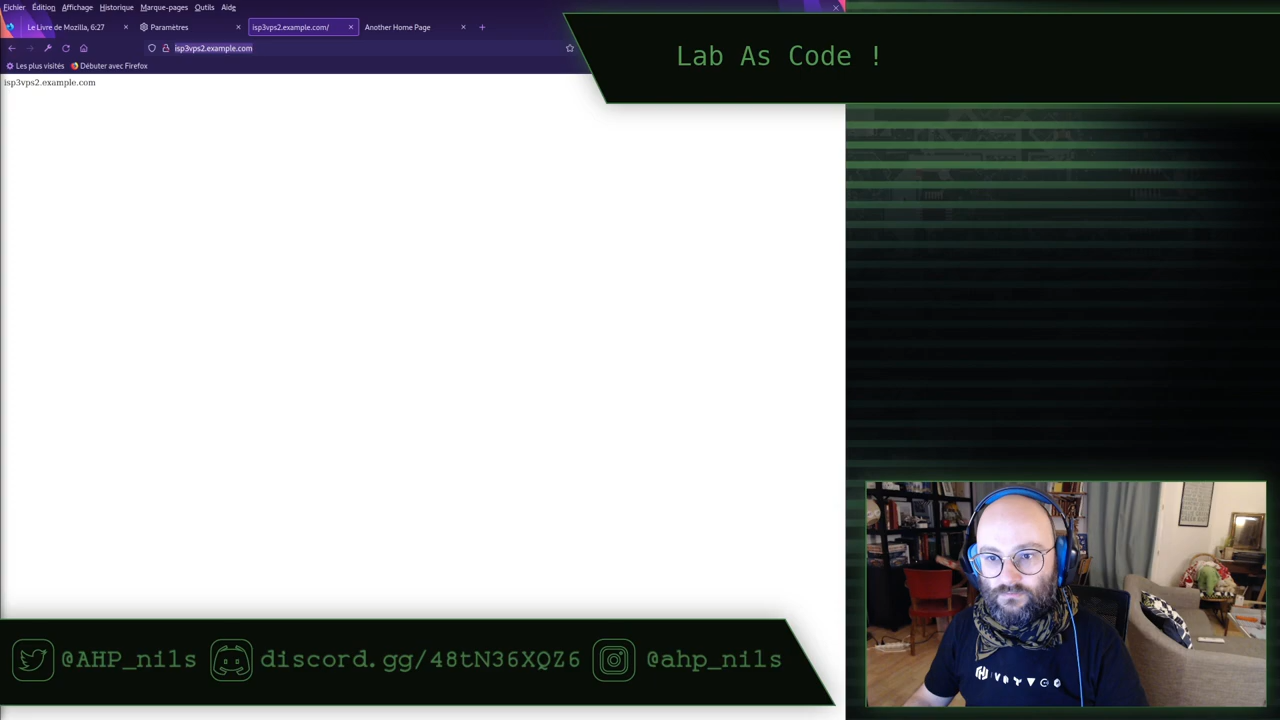 Fichier Édition Affichage Historique Marque-pages Outils Aide
Le Livre de Mozilla, 6:27
Paramètres
isp3vps2.example.com/
Another Home Page
isp3vps2.example.com
Les plus visités
Débuter avec Firefox
isp3vps2.example.com
Lab As Code !
@AHP_nils
discord.gg/48tN36XQZ6
@ahp_nils